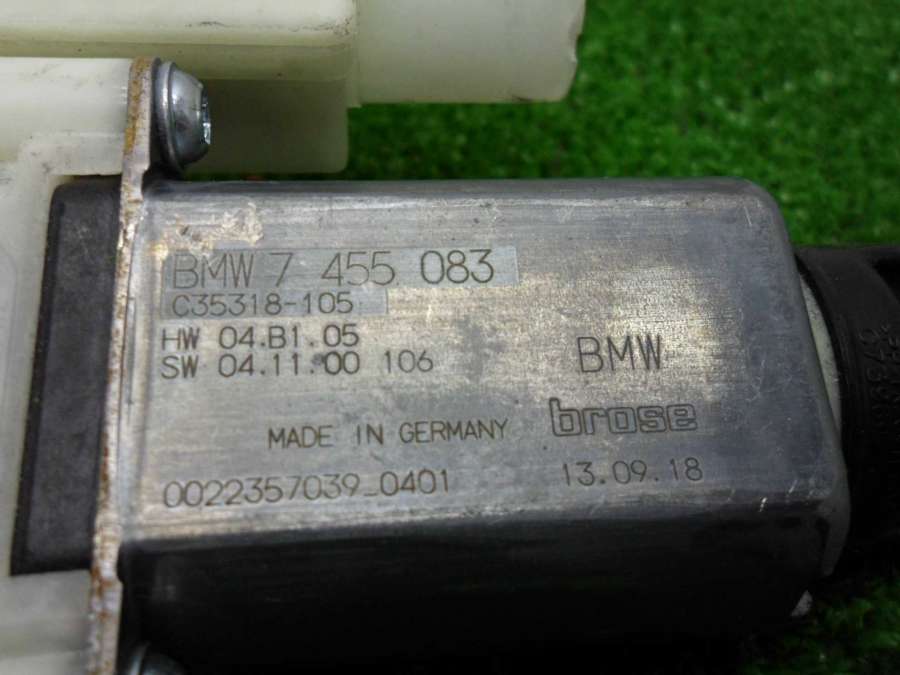 BMW 7 455 083
C35318-105
HW 04.B1.05
SW 04.11.00 106
BMW
MADE IN GERMANY
brose
0022357039_0401
13.09.18